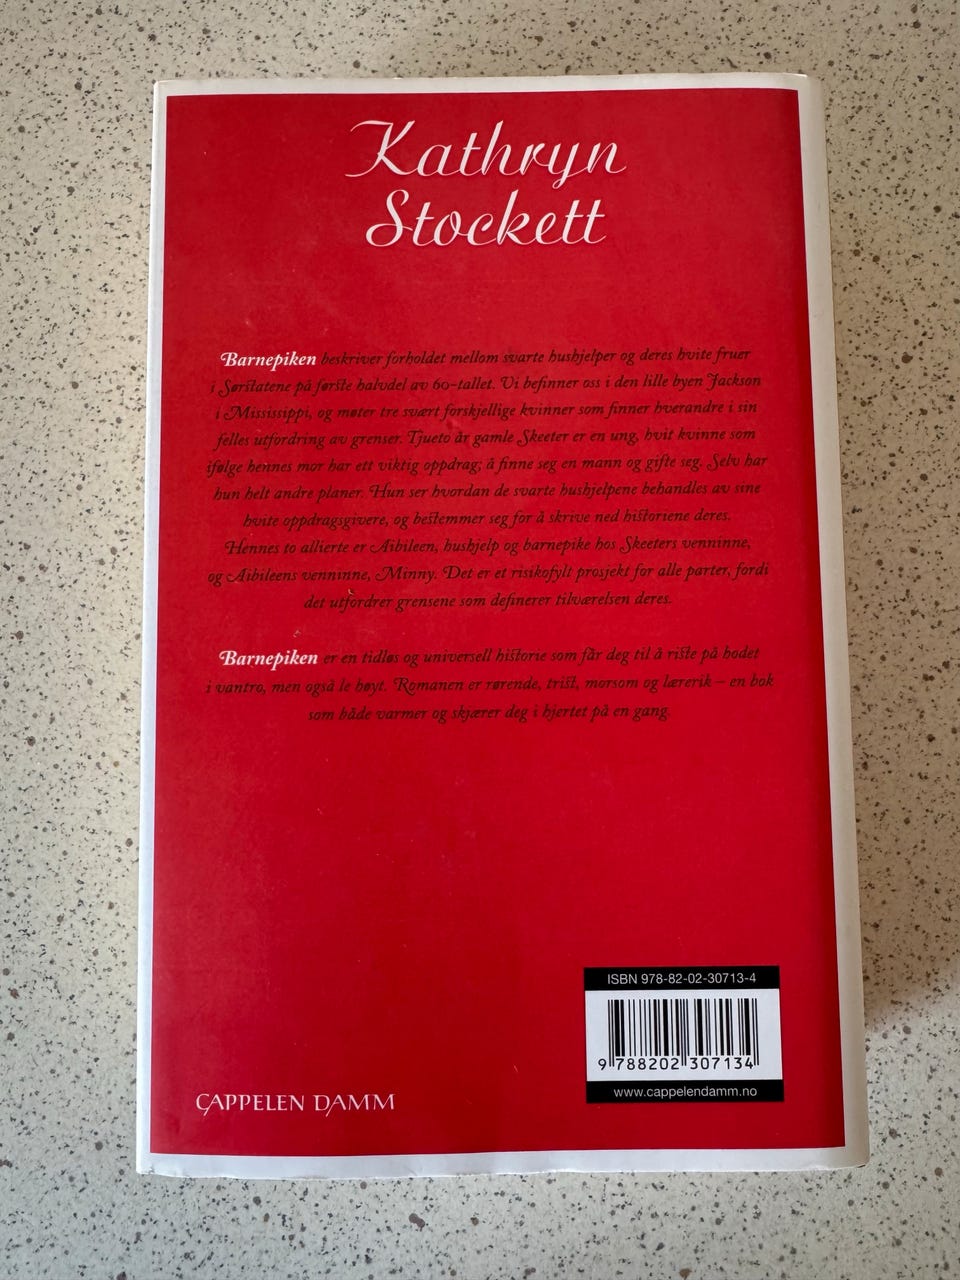 Kathryn
Stockett
Barnepiken beskriver forholdet mellom svarte hushjelper og deres hvite fruer
i Sørstatene på første halvdel av 60-tallet. Vi befinner oss i den lille byen Jackson
i Mississippi, og møter tre svært forskjellige kvinner som finner hverandre i sin
felles utfordring av grenser. Tjueto år gamle Skeeter er en ung, hvit kvinne som
ifølge hennes mor har ett viktig oppdrag; å finne seg en mann og gifte seg. Selv har
hun helt andre planer. Hun ser hvordan de svarte hushjelpene behandles av sine
hvite oppdragsgivere, og bestemmer seg for å skrive ned historiene deres.
Hennes to allierte er Aibileen, hushjelp og barnepike hos Skeeters venninne,
og Aibileens venninne, Minny. Det er et risikofylt prosjekt for alle parter, fordi
det utfordrer grensene som definerer tilværelsen deres.
Barnepiken er en tidløs og universell historie som får deg til å riste på hodet
i vantro, men også le høyt. Romanen er rørende, trist, morsom og lærerik – en bok
som både varmer og skjærer deg i hjertet på en gang.
ISBN 978-82-02-30713-4
9 788202 307134
www.cappelendamm.no
CAPPELEN DAMM